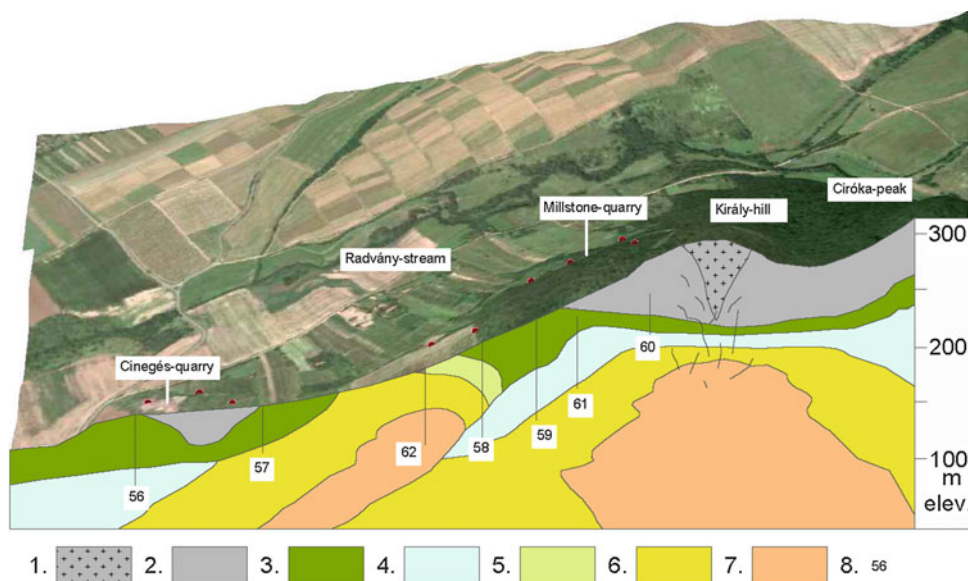 Ciróka-peak
Millstone-quarry
Király-hill
300
Radvány-stream
200
60
Cinegés-quarry
61
59
62
58
57
56
100
m
elev.
1. 2. 3. 4. 5. 6. 7. 8. 56